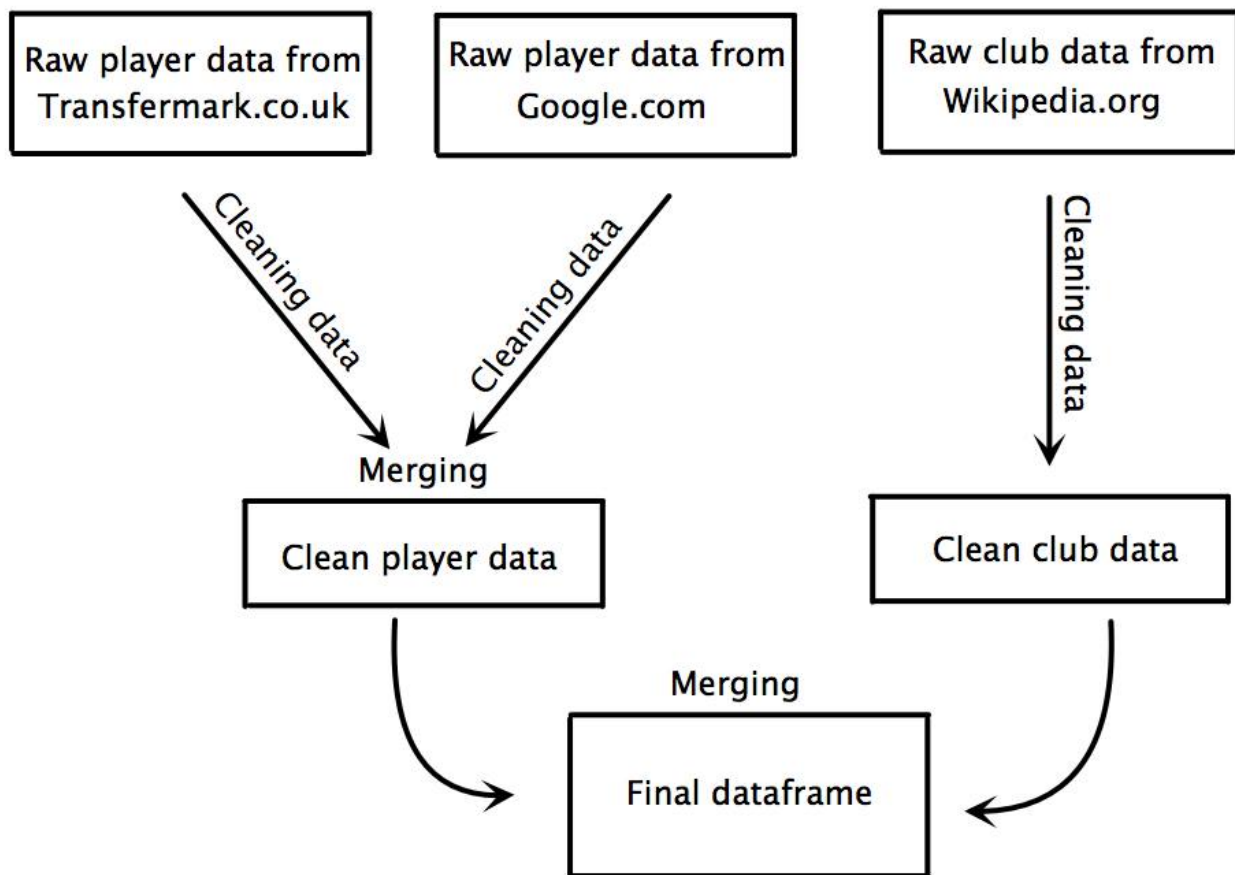 Raw player data from
Transfermark.co.uk
Raw player data from
Google.com
Raw club data from
Wikipedia.org
Cleaning data
Cleaning data
Cleaning data
Merging
Clean player data
Clean club data
Merging
Final dataframe